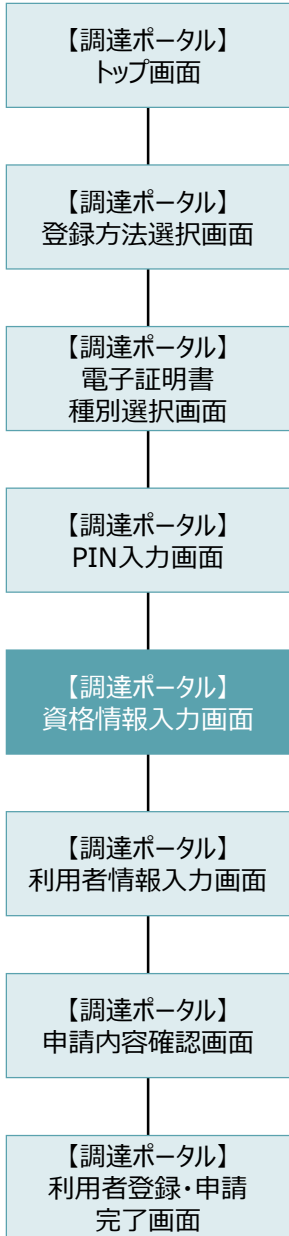 【調達ポータル】
トップ画面
【調達ポータル】
登録方法選択画面
【調達ポータル】
電子証明書
種別選択画面
【調達ポータル】
PIN入力画面
【調達ポータル】
資格情報入力画面
【調達ポータル】
利用者情報入力画面
【調達ポータル】
申請内容確認画面
【調達ポータル】
利用者登録・申請
完了画面